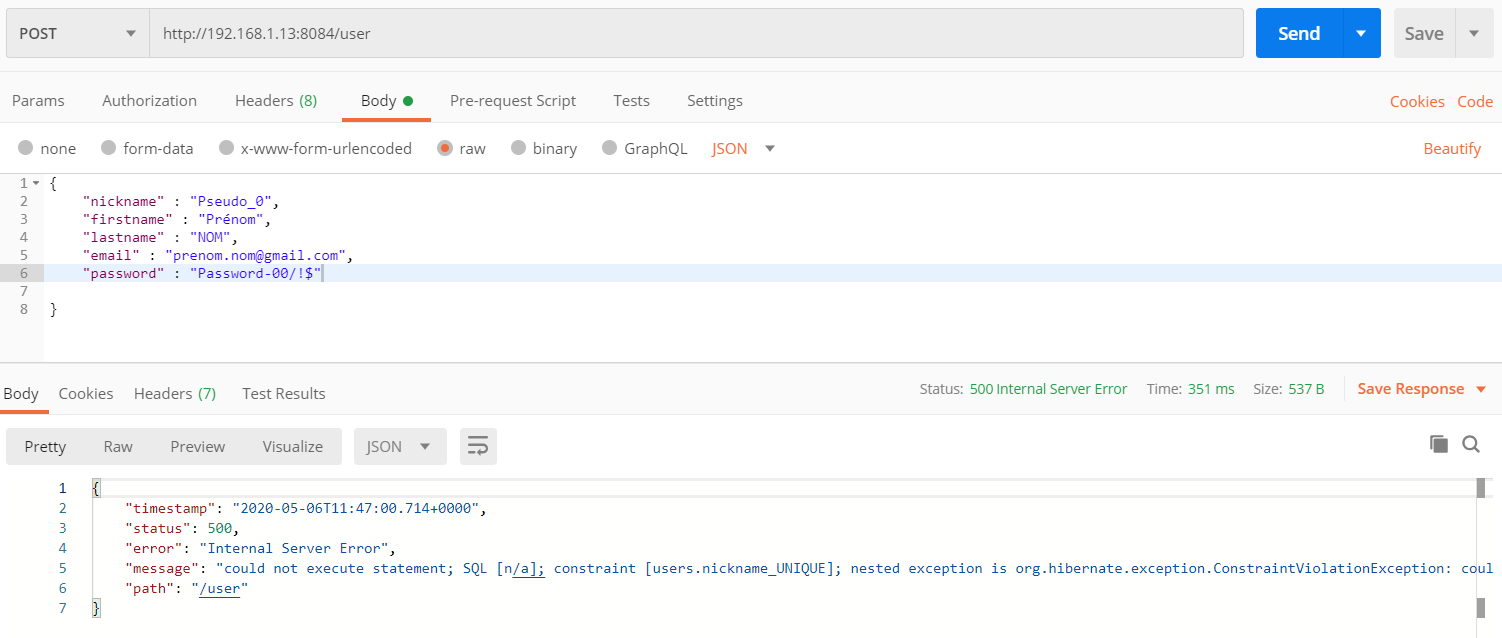 POST http://192.168.1.13:8084/user Send Save
Params Authorization Headers (8) Body Pre-request Script Tests Settings Cookies Code
none form-data x-www-form-urlencoded raw binary GraphQL JSON Beautify
1 {
2 "nickname" : "Pseudo_0",
3 "firstname" : "Prénom",
4 "lastname" : "NOM",
5 "email" : "prenom.nom@gmail.com",
6 "password" : "Password-00/!$"
7
8 }
Body Cookies Headers (7) Test Results Status: 500 Internal Server Error Time: 351 ms Size: 537 B Save Response
Pretty Raw Preview Visualize JSON
1 {
2 "timestamp": "2020-05-06T11:47:00.714+0000",
3 "status": 500,
4 "error": "Internal Server Error",
5 "message": "could not execute statement; SQL [n/a]; constraint [users.nickname_UNIQUE]; nested exception is org.hibernate.exception.ConstraintViolationException: coul
6 "path": "/user"
7 }